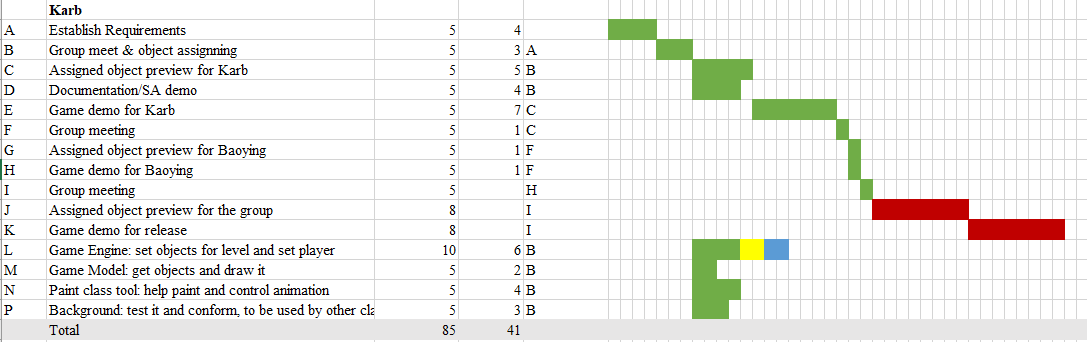 Karb
A Establish Requirements 5 4
B Group meet & object assignning 5 3 A
C Assigned object preview for Karb 5 5 B
D Documentation/SA demo 5 4 B
E Game demo for Karb 5 7 C
F Group meeting 5 1 C
G Assigned object preview for Baoying 5 1 F
H Game demo for Baoying 5 1 F
I Group meeting 5 H
J Assigned object preview for the group 8 I
K Game demo for release 8 I
L Game Engine: set objects for level and set player 10 6 B
M Game Model: get objects and draw it 5 2 B
N Paint class tool: help paint and control animation 5 4 B
P Background: test it and conform, to be used by other cla 5 3 B
Total 85 41